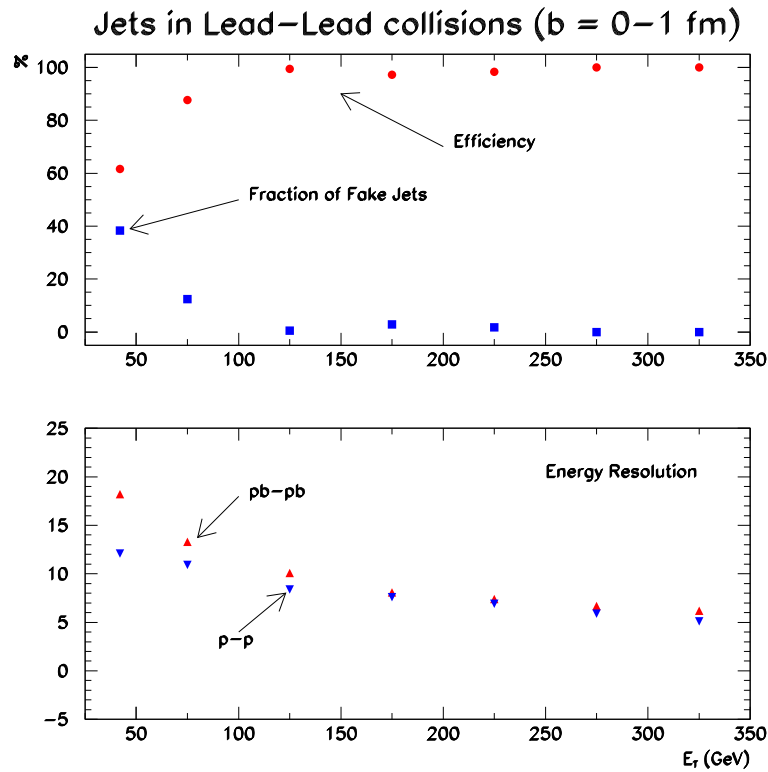 Jets in Lead-Lead collisions (b = 0-1 fm)
%
100
80
60
40
20
0
Efficiency
Fraction of Fake Jets
50 100 150 200 250 300 350
25
20
15
10
5
0
-5
Energy Resolution
pb-pb
p-p
50 100 150 200 250 300 350
E_T (GeV)